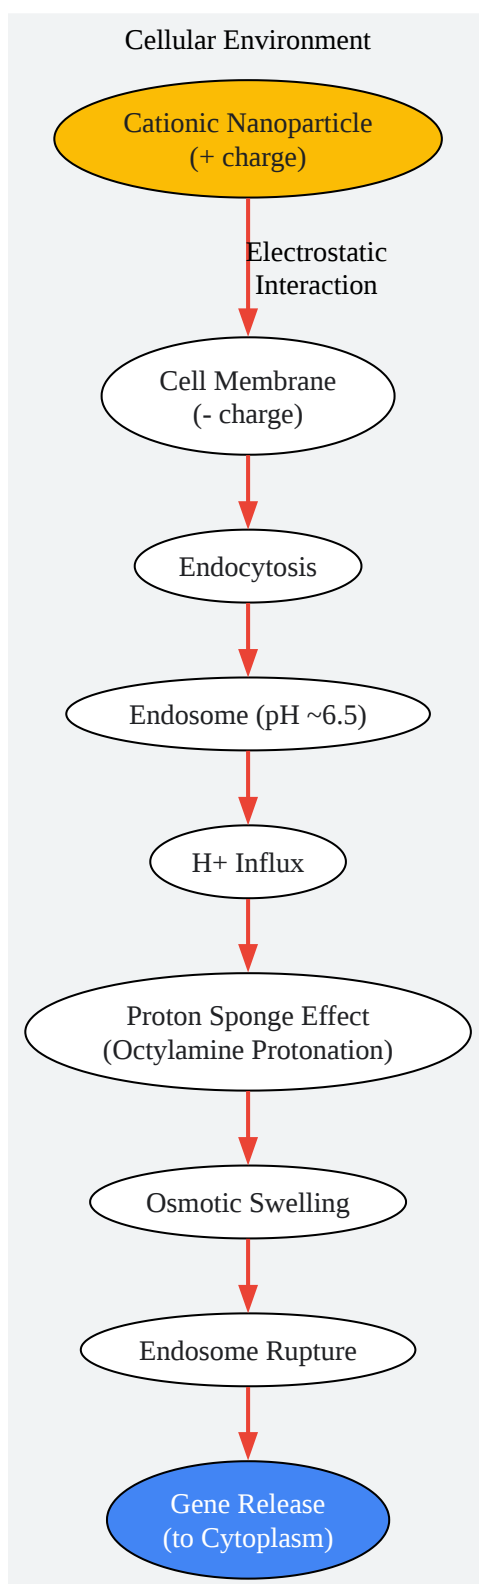 Cellular Environment
Cationic Nanoparticle
(+ charge)
Electrostatic
Interaction
Cell Membrane
(- charge)
Endocytosis
Endosome (pH ~6.5)
H+ Influx
Proton Sponge Effect
(Octylamine Protonation)
Osmotic Swelling
Endosome Rupture
Gene Release
(to Cytoplasm)